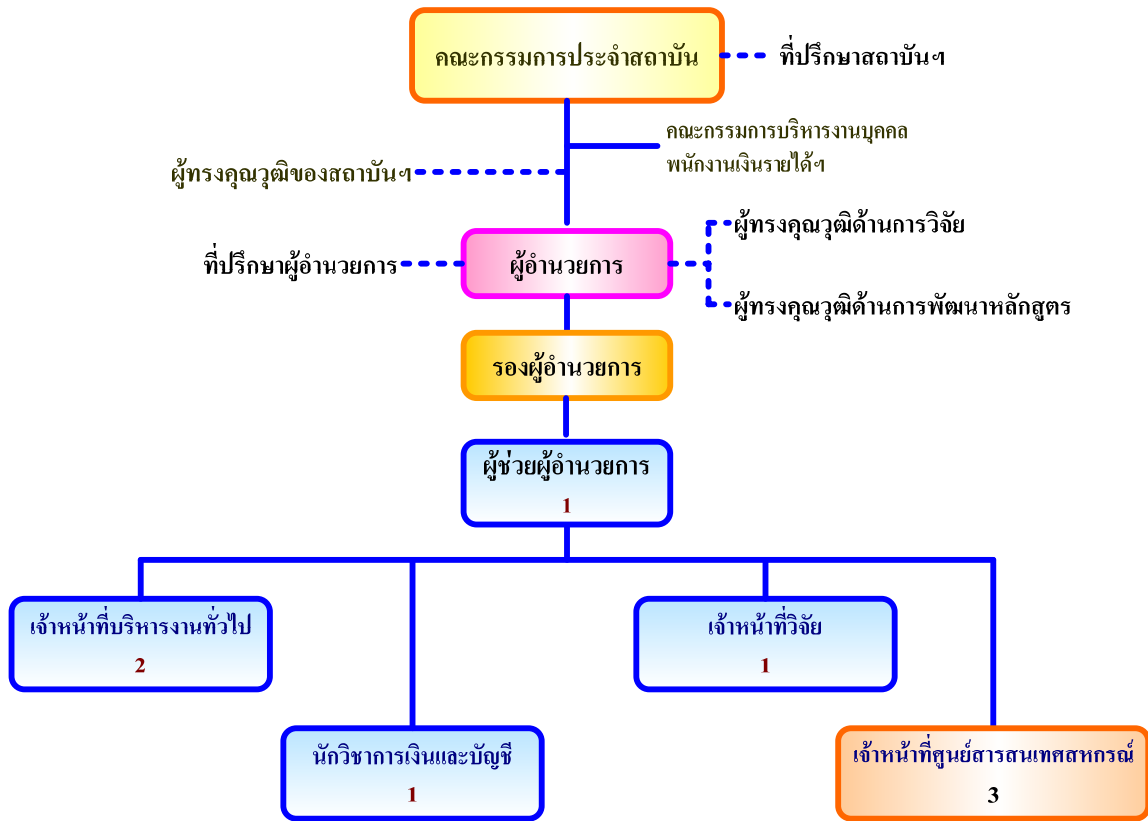 คณะกรรมการประจำสถาบัน
ที่ปรึกษาสถาบันฯ
คณะกรรมการบริหารงานบุคคล
พนักงานเงินรายได้ฯ
ผู้ทรงคุณวุฒิของสถาบันฯ
ผู้ทรงคุณวุฒิด้านการวิจัย
ที่ปรึกษาผู้อำนวยการ
ผู้อำนวยการ
ผู้ทรงคุณวุฒิด้านการพัฒนาหลักสูตร
รองผู้อำนวยการ
ผู้ช่วยผู้อำนวยการ
1
เจ้าหน้าที่บริหารงานทั่วไป
2
เจ้าหน้าที่วิจัย
1
นักวิชาการเงินและบัญชี
1
เจ้าหน้าที่ศูนย์สารสนเทศสหกรณ์
3